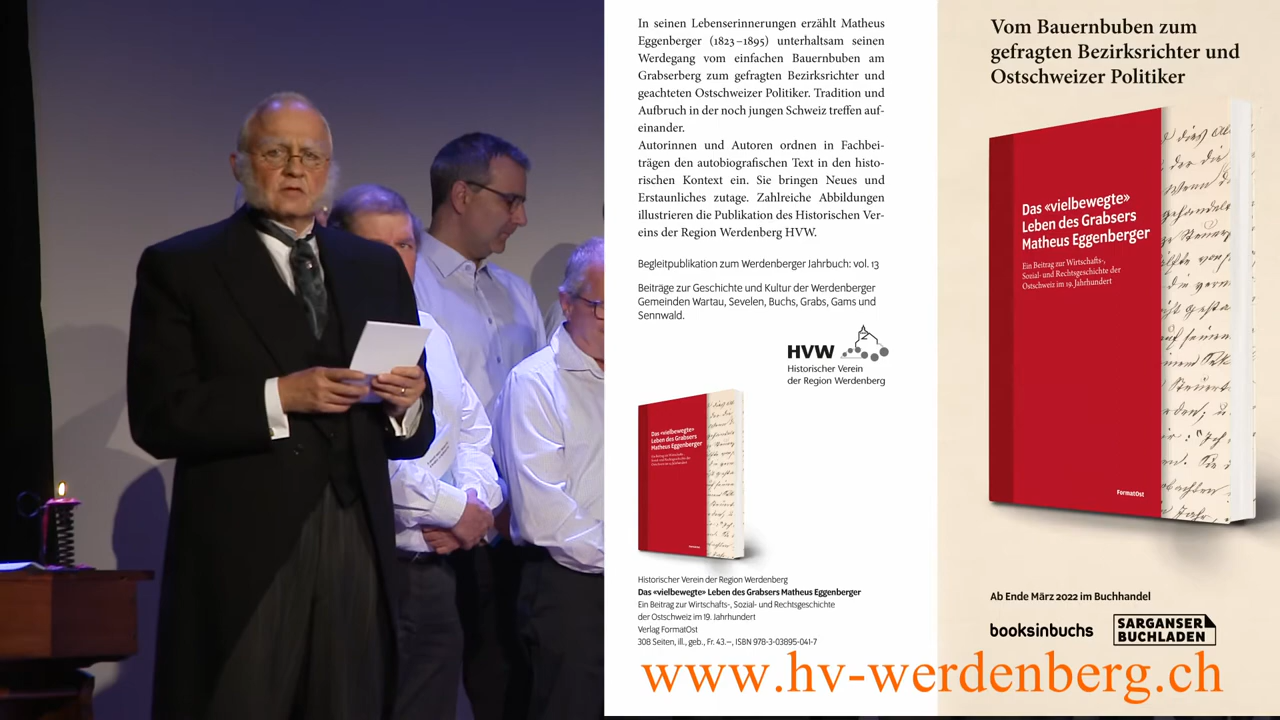 In seinen Lebenserinnerungen erzählt Matheus
Eggenberger (1823–1895) unterhaltsam seinen
Werdegang vom einfachen Bauernbuben am
Grabserberg zum gefragten Bezirksrichter und
geachteten Ostschweizer Politiker. Tradition und
Aufbruch in der noch jungen Schweiz treffen auf-
einander.
Autorinnen und Autoren ordnen in Fachbei-
trägen den autobiografischen Text in den histo-
rischen Kontext ein. Sie bringen Neues und
Erstaunliches zutage. Zahlreiche Abbildungen
illustrieren die Publikation des Historischen Ver-
eins der Region Werdenberg HVW.
Begleitpublikation zum Werdenberger Jahrbuch: vol. 13
Beiträge zur Geschichte und Kultur der Werdenberger
Gemeinden Wartau, Sevelen, Buchs, Grabs, Gams und
Sennwald.
HVW
Historischer Verein
der Region Werdenberg
Das «vielbewegte»
Leben des Grabsers
Matheus Eggenberger
Historischer Verein der Region Werdenberg
Das «vielbewegte» Leben des Grabsers Matheus Eggenberger
Ein Beitrag zur Wirtschafts-, Sozial- und Rechtsgeschichte
der Ostschweiz im 19. Jahrhundert
Verlag FormatOst
308 Seiten, ill., geb., Fr. 43.–, ISBN 978-3-03895-041-7
Vom Bauernbuben zum
gefragten Bezirksrichter und
Ostschweizer Politiker
Das «vielbewegte»
Leben des Grabsers
Matheus Eggenberger
Ein Beitrag zur Wirtschafts-,
Sozial- und Rechtsgeschichte der
Ostschweiz im 19. Jahrhundert
FormatOst
Ab Ende März 2022 im Buchhandel
booksinbuchs
SARGANSER
BUCHLADEN
www.hv-werdenberg.ch